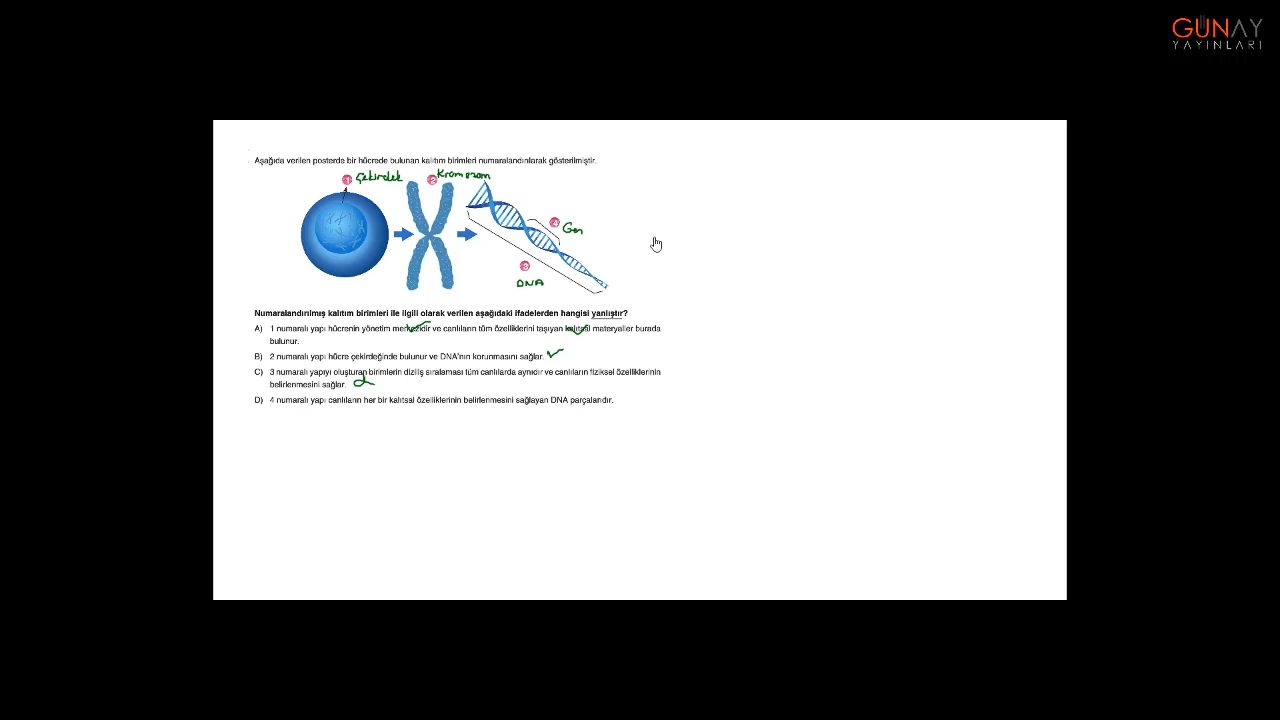 GÜNAY
YAYINLARI
Aşağıda verilen posterde bir hücrede bulunan kalıtım birimleri numaralandırılarak gösterilmiştir.
1 Çekirdek
2 Kromozom
4
Gen
3
DNA
Numaralandırılmış kalıtım birimleri ile ilgili olarak verilen aşağıdaki ifadelerden hangisi yanlıştır?
A) 1 numaralı yapı hücrenin yönetim merkezidir ve canlıların tüm özelliklerini taşıyan kalıtsal materyaller burada
bulunur.
B) 2 numaralı yapı hücre çekirdeğinde bulunur ve DNA'nın korunmasını sağlar.
C) 3 numaralı yapıyı oluşturan birimlerin diziliş sıralaması tüm canlılarda aynıdır ve canlıların fiziksel özelliklerinin
belirlenmesini sağlar.
D) 4 numaralı yapı canlıların her bir kalıtsal özelliklerinin belirlenmesini sağlayan DNA parçalarıdır.